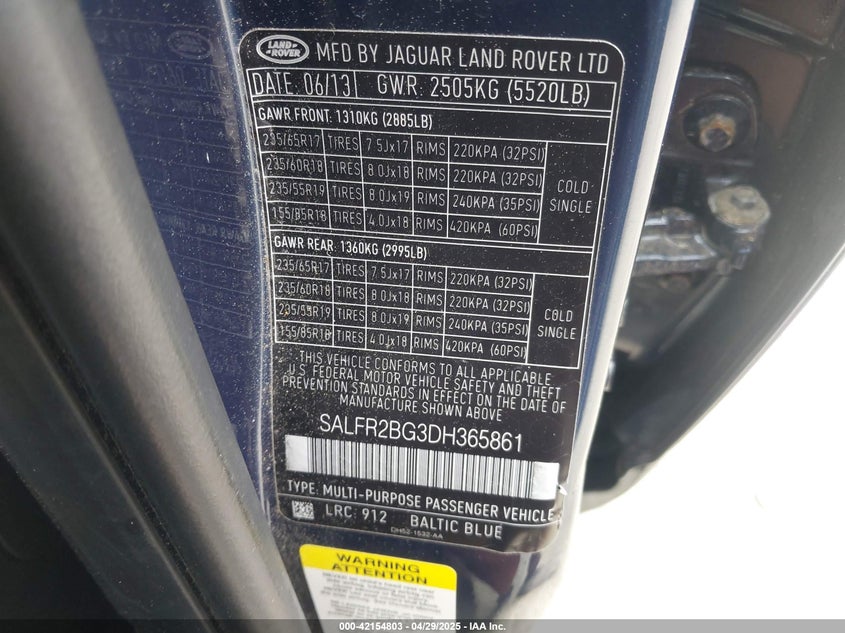 LAND ROVER
MFD BY JAGUAR LAND ROVER LTD
DATE: 06/13 GWR. 2505KG (5520LB)
GAWR FRONT: 1310KG (2885LB)
235/65R17 TIRES 7.5Jx17 RIMS 220KPA (32PSI)
235/60R18 TIRES 8.0Jx18 RIMS 220KPA (32PSI)
235/55R19 TIRES 8.0Jx19 RIMS 240KPA (35PSI)
155/85R18 TIRES 4.0Jx18 RIMS 420KPA (60PSI)
COLD
SINGLE
GAWR REAR: 1360KG (2995LB)
235/65R17 TIRES 7.5Jx17 RIMS 220KPA (32PSI)
235/60R18 TIRES 8.0Jx18 RIMS 220KPA (32PSI)
235/55R19 TIRES 8.0Jx19 RIMS 240KPA (35PSI)
155/85R18 TIRES 4.0Jx18 RIMS 420KPA (60PSI)
COLD
SINGLE
THIS VEHICLE CONFORMS TO ALL APPLICABLE
U.S. FEDERAL MOTOR VEHICLE SAFETY AND THEFT
PREVENTION STANDARDS IN EFFECT ON THE DATE OF
MANUFACTURE SHOWN ABOVE
SALFR2BG3DH365861
TYPE: MULTI-PURPOSE PASSENGER VEHICLE
LRC: 912 BALTIC BLUE
DH52-1532-AA
WARNING
ATTENTION
000-42154803 - 04/29/2025 - IAA Inc.